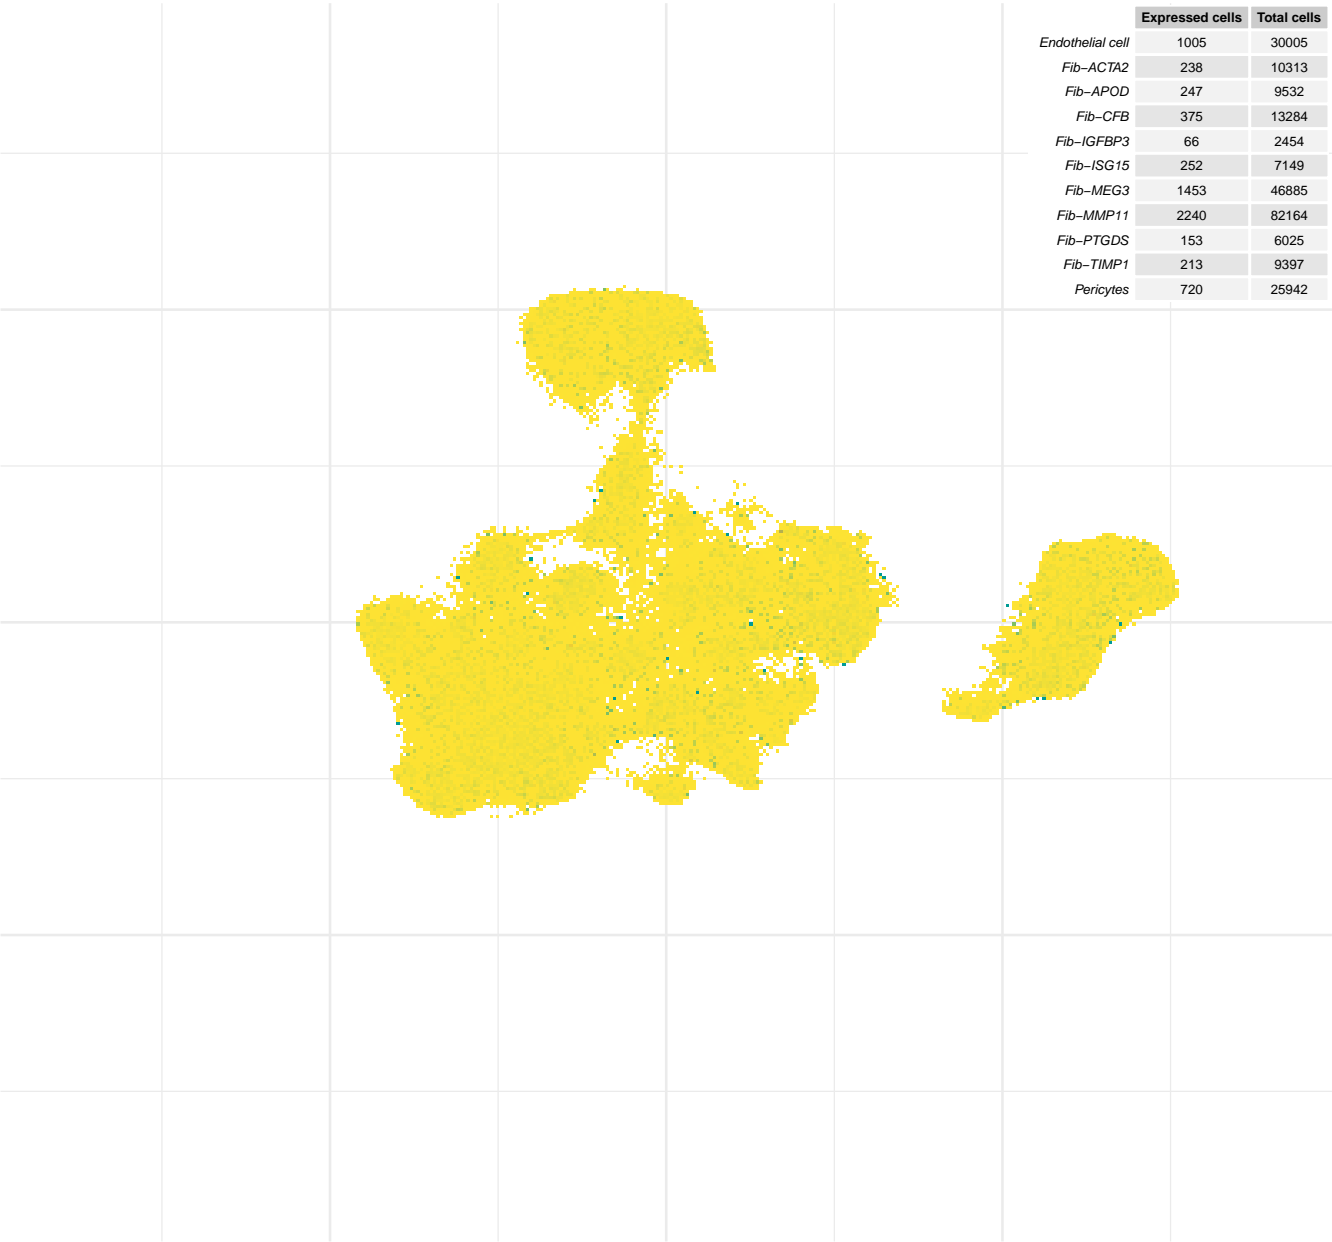 Expressed cells Total cells
Endothelial cell 1005 30005
Fib−ACTA2 238 10313
Fib−APOD 247 9532
Fib−CFB 375 13284
Fib−IGFBP3 66 2454
Fib−ISG15 252 7149
Fib−MEG3 1453 46885
Fib−MMP11 2240 82164
Fib−PTGDS 153 6025
Fib−TIMP1 213 9397
Pericytes 720 25942